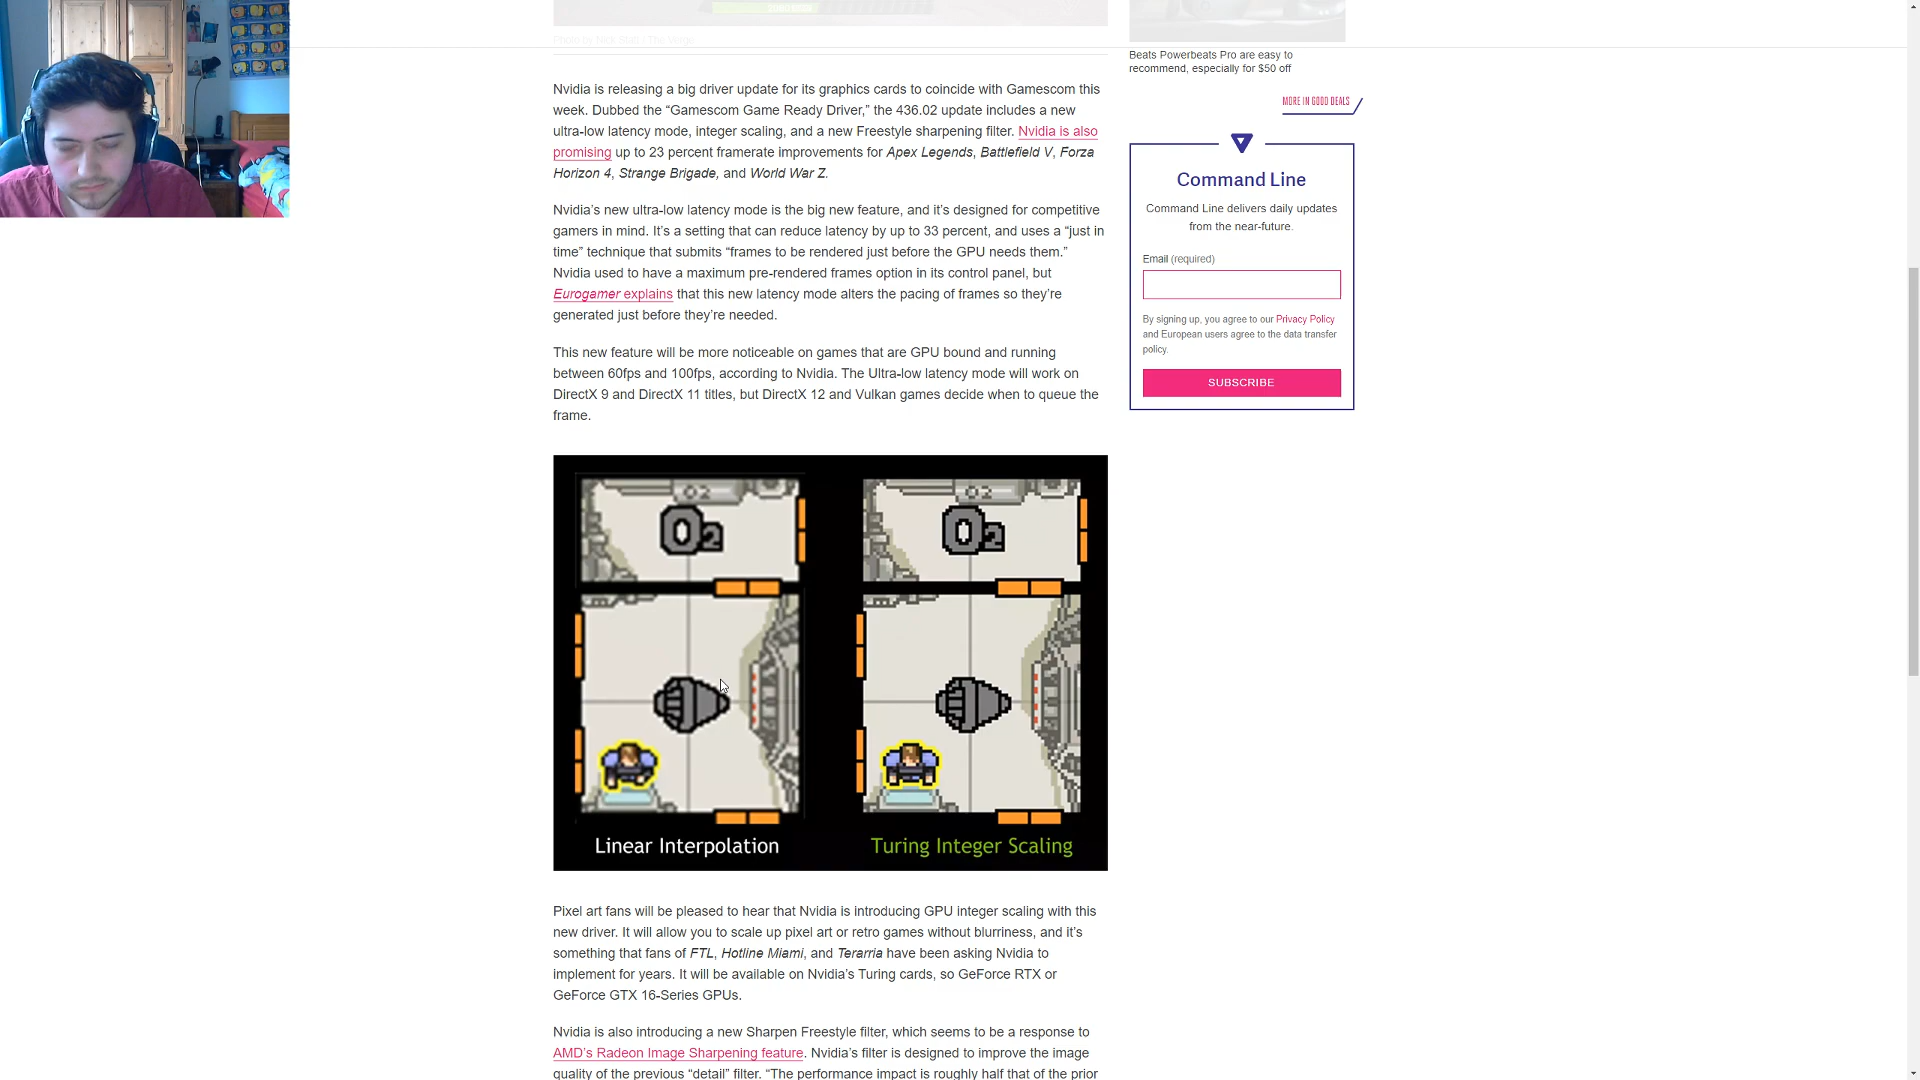 Beats Powerbeats Pro are easy to
recommend, especially for $50 off
MORE IN GOOD DEALS
Nvidia is releasing a big driver update for its graphics cards to coincide with Gamescom this
week. Dubbed the “Gamescom Game Ready Driver,” the 436.02 update includes a new
ultra-low latency mode, integer scaling, and a new Freestyle sharpening filter. Nvidia is also
promising up to 23 percent framerate improvements for Apex Legends, Battlefield V, Forza
Horizon 4, Strange Brigade, and World War Z.
Nvidia’s new ultra-low latency mode is the big new feature, and it’s designed for competitive
gamers in mind. It’s a setting that can reduce latency by up to 33 percent, and uses a “just in
time” technique that submits “frames to be rendered just before the GPU needs them.”
Nvidia used to have a maximum pre-rendered frames option in its control panel, but
Eurogamer explains that this new latency mode alters the pacing of frames so they’re
generated just before they’re needed.
This new feature will be more noticeable on games that are GPU bound and running
between 60fps and 100fps, according to Nvidia. The Ultra-low latency mode will work on
DirectX 9 and DirectX 11 titles, but DirectX 12 and Vulkan games decide when to queue the
frame.
Command Line
Command Line delivers daily updates
from the near-future.
Email (required)
By signing up, you agree to our Privacy Policy
and European users agree to the data transfer
policy.
SUBSCRIBE
O2
O2
O2
O2
Linear Interpolation
Turing Integer Scaling
Pixel art fans will be pleased to hear that Nvidia is introducing GPU integer scaling with this
new driver. It will allow you to scale up pixel art or retro games without blurriness, and it’s
something that fans of FTL, Hotline Miami, and Terarria have been asking Nvidia to
implement for years. It will be available on Nvidia’s Turing cards, so GeForce RTX or
GeForce GTX 16-Series GPUs.
Nvidia is also introducing a new Sharpen Freestyle filter, which seems to be a response to
AMD’s Radeon Image Sharpening feature. Nvidia’s filter is designed to improve the image
quality of the previous “detail” filter. “The performance impact is roughly half that of the prior